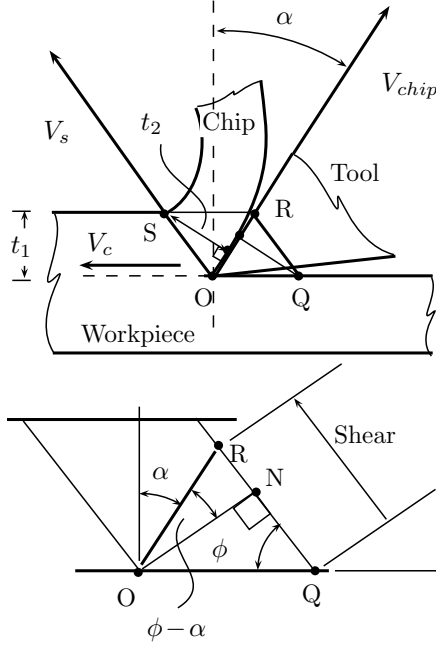 α
V_chip
V_s
t_2
Chip
Tool
S
R
t_1
V_c
O
Q
Workpiece
R
Shear
α
N
φ
O
Q
φ − α